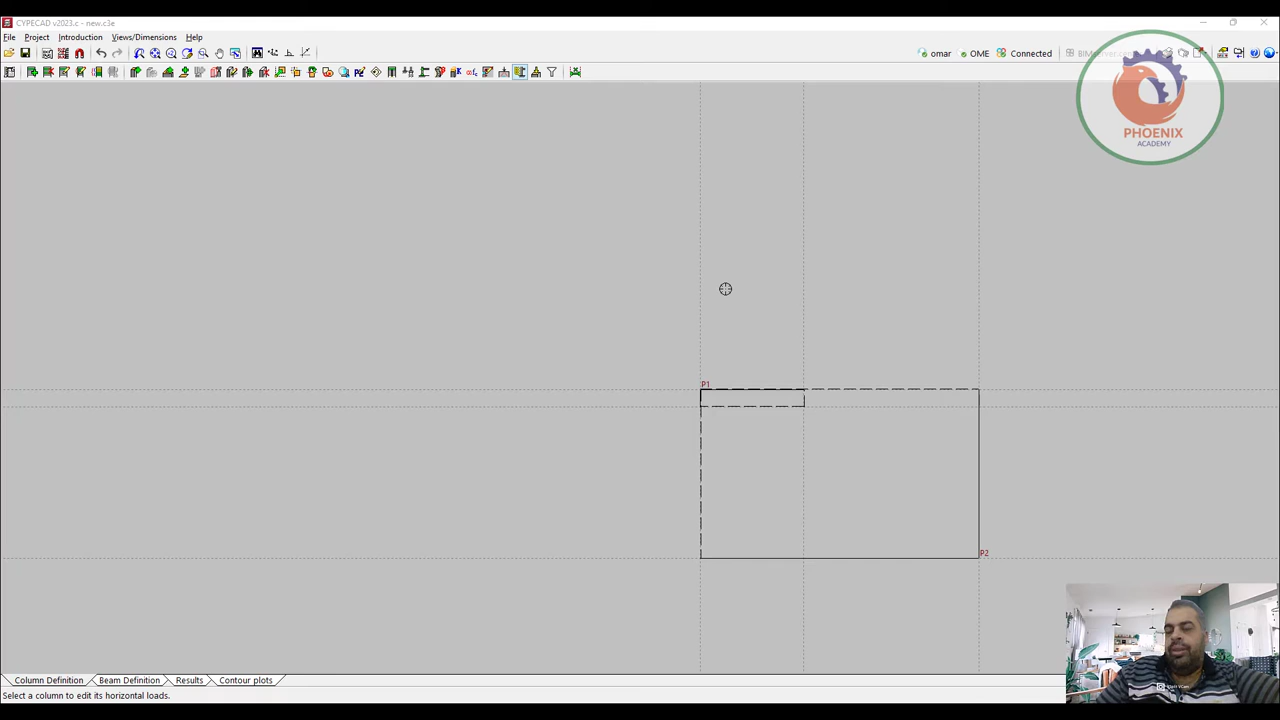 CYPECAD v2023.c - new.c3e
File Project Introduction Views/Dimensions Help
omar OME Connected
PHOENIX
ACADEMY
P1
P2
Column Definition Beam Definition Results Contour plots
Select a column to edit its horizontal loads.